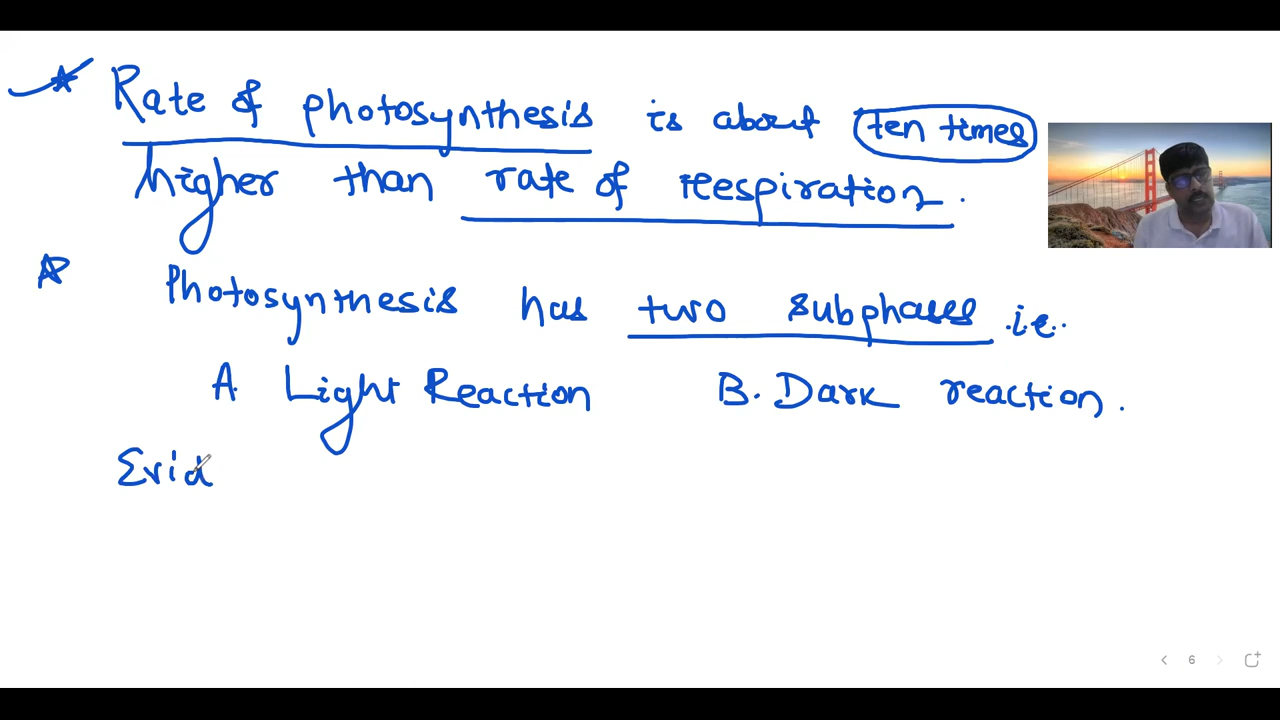 Rate of photosynthesis is about ten times
higher than rate of respiration.
Photosynthesis has two subphases i.e.
A. Light Reaction B. Dark reaction.
Evid
6